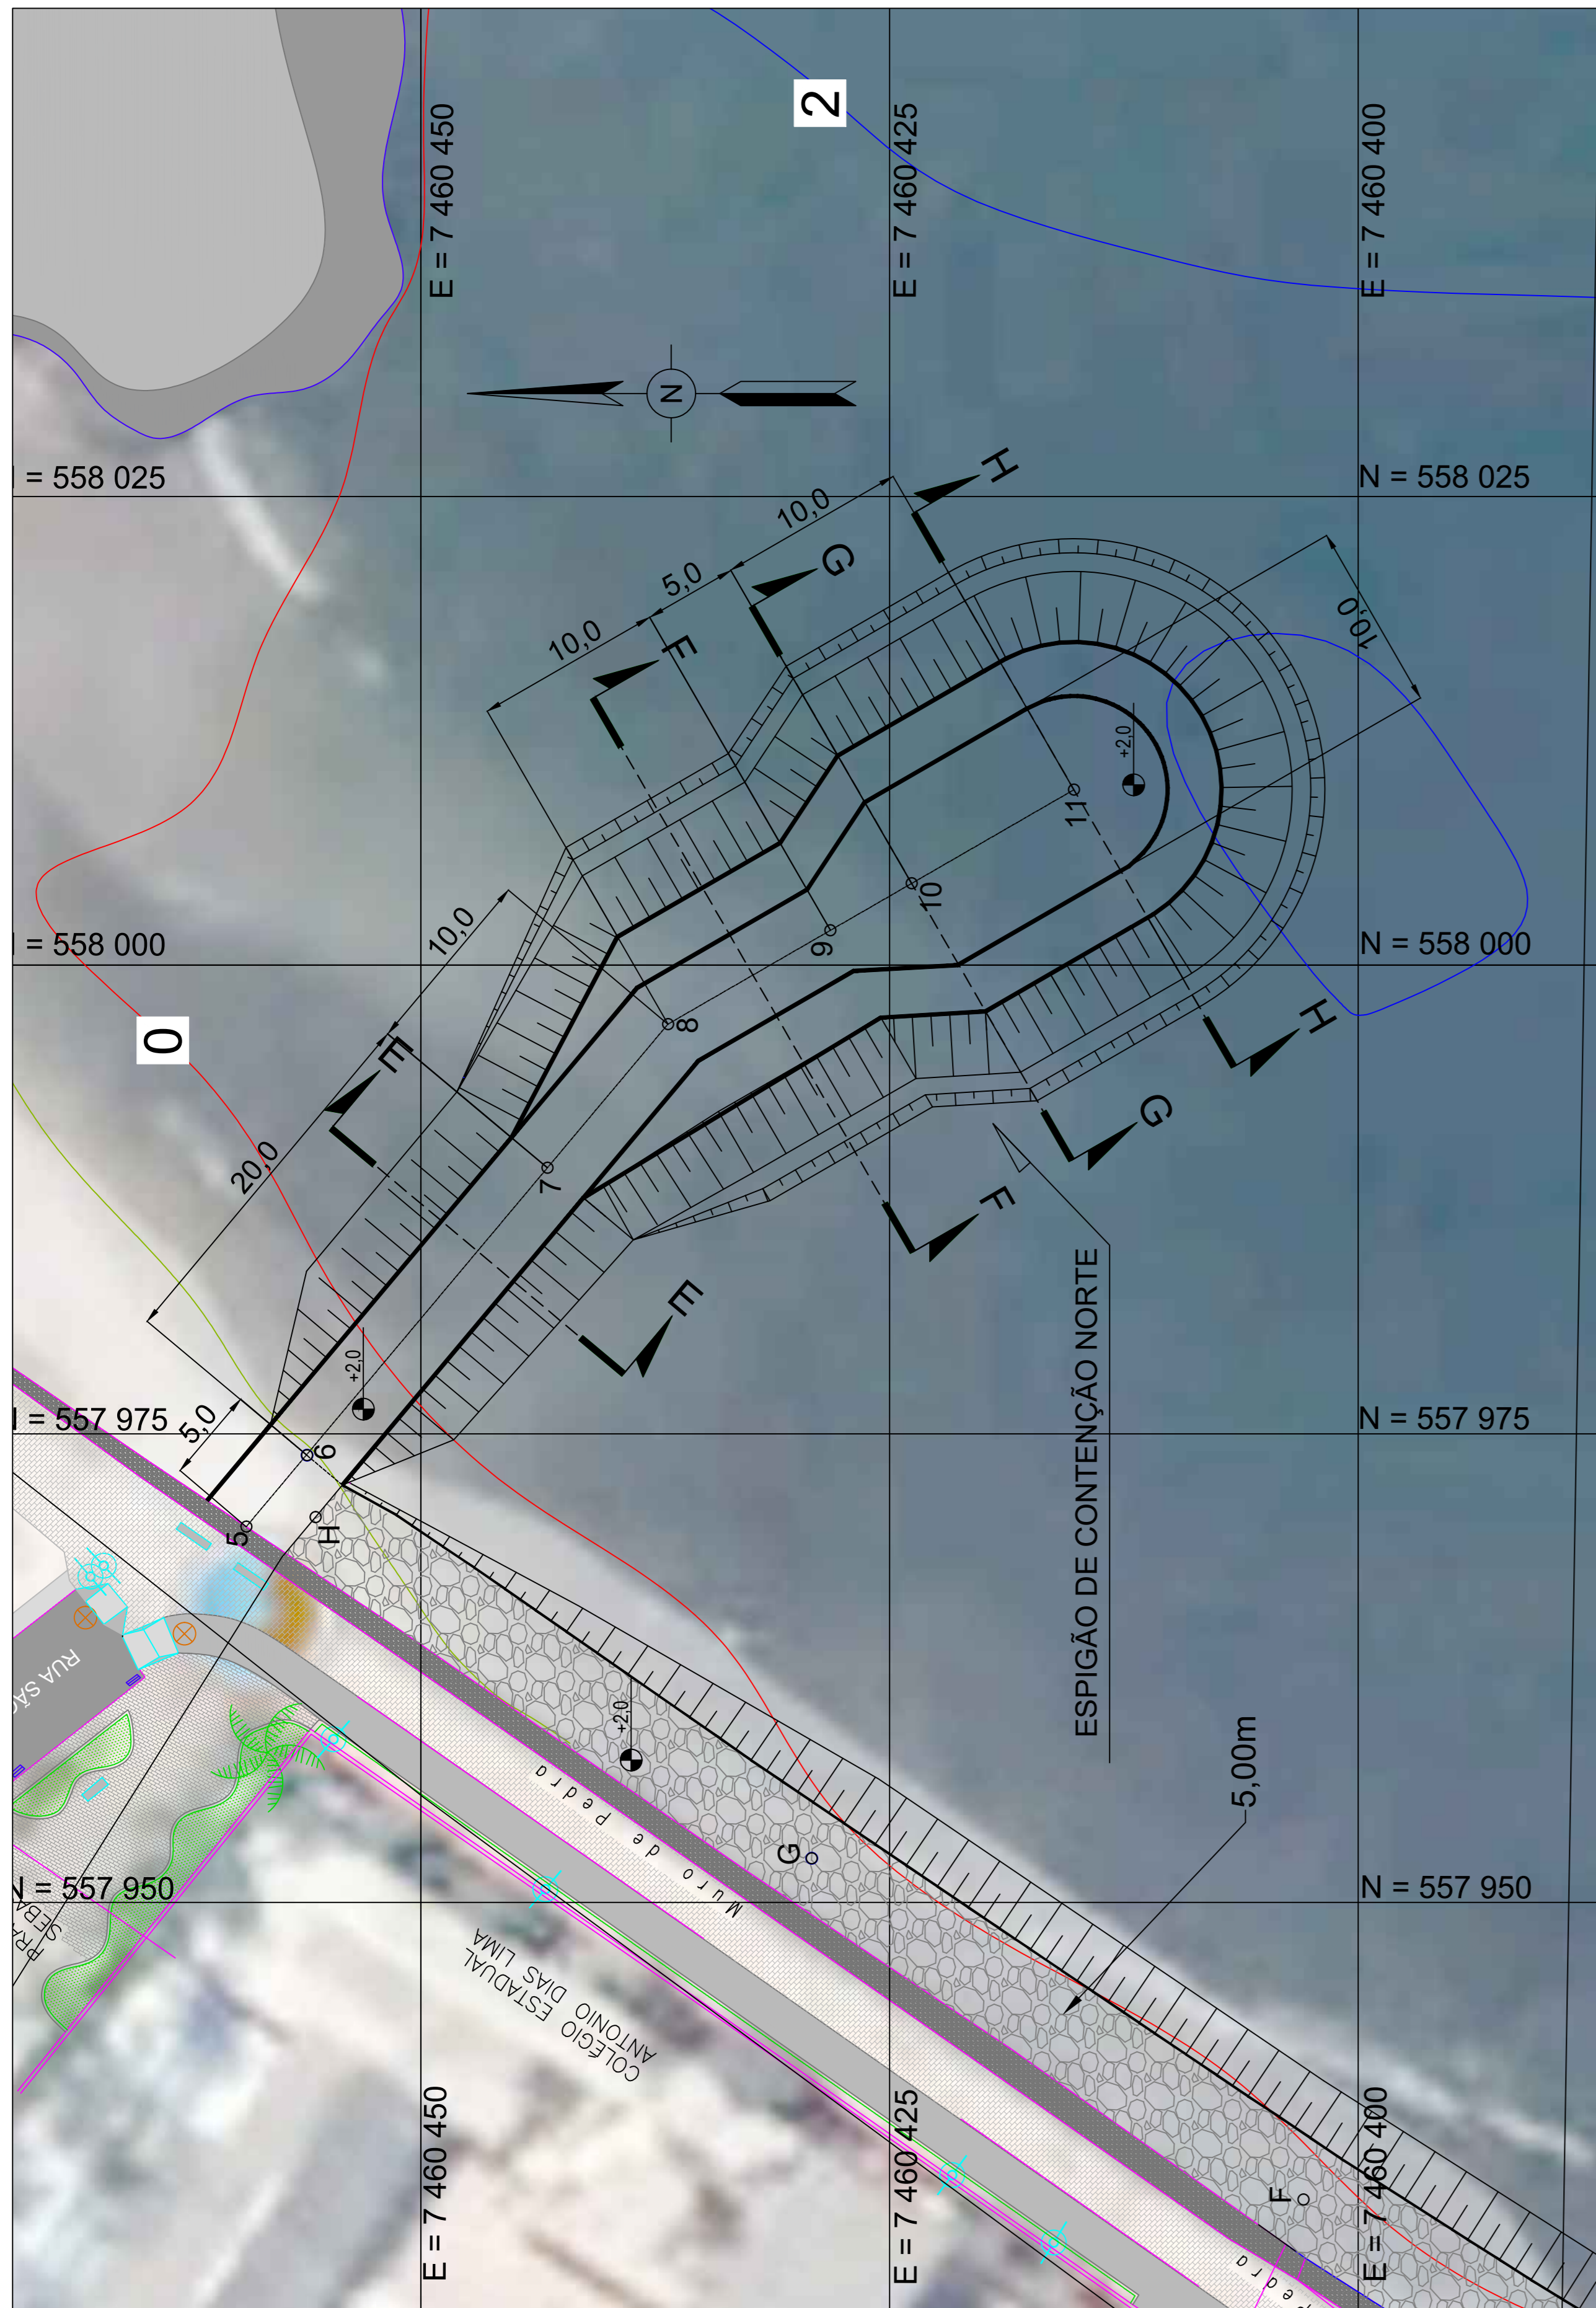 2
E = 7 460 450
E = 7 460 425
E = 7 460 400
N
= 558 025
N = 558 025
H
10,0
G
5,0
10,0
F
10,0
+2,0
11
10
9
8
= 558 000
N = 558 000
10,0
0
E
H
20,0
7
G
F
E
ESPIGÃO DE CONTENÇÃO NORTE
+2,0
= 557 975
N = 557 975
5,0
6
5
H
RUA SÃO
+2,0
Muro de Pedra
5,00m
G
N = 557 950
N = 557 950
PRA
SEBA
COLÉGIO ESTADUAL
ANTONIO DIAS LIMA
F
E = 7 460 450
E = 7 460 425
E = 7 460 400
Pedra